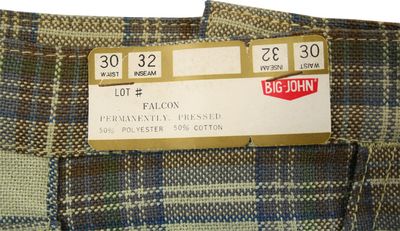 30 32 32 30
WAIST INSEAM INSEAM WAIST
LOT #
BIG-JOHN®
FALCON
PERMANENTLY PRESSED
50% POLYESTER 50% COTTON